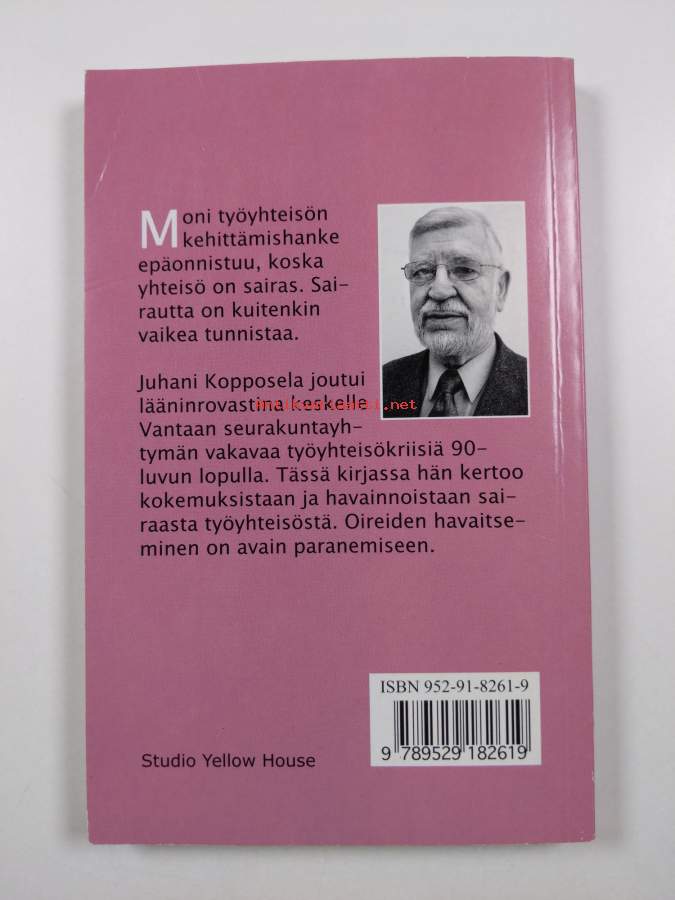 Moni työyhteisön
kehittämishanke
epäonnistuu, koska
yhteisö on sairas. Sai-
rautta on kuitenkin
vaikea tunnistaa.
Juhani Kopposela joutui
lääninrovastina keskelle
antikvariaatti.net
Vantaan seurakuntayh-
tymän vakavaa työyhteisökriisiä 90-
luvun lopulla. Tässä kirjassa hän kertoo
kokemuksistaan ja havainnoistaan sai-
raasta työyhteisöstä. Oireiden havaitse-
minen on avain paranemiseen.
ISBN 952-91-8261-9
9 789529 182619
Studio Yellow House